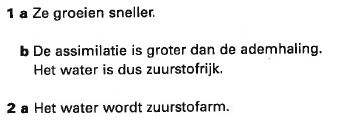 1 a Ze groeien sneller.
b De assimilatie is groter dan de ademhaling.
Het water is dus zuurstofrijk.
2 a Het water wordt zuurstofarm.